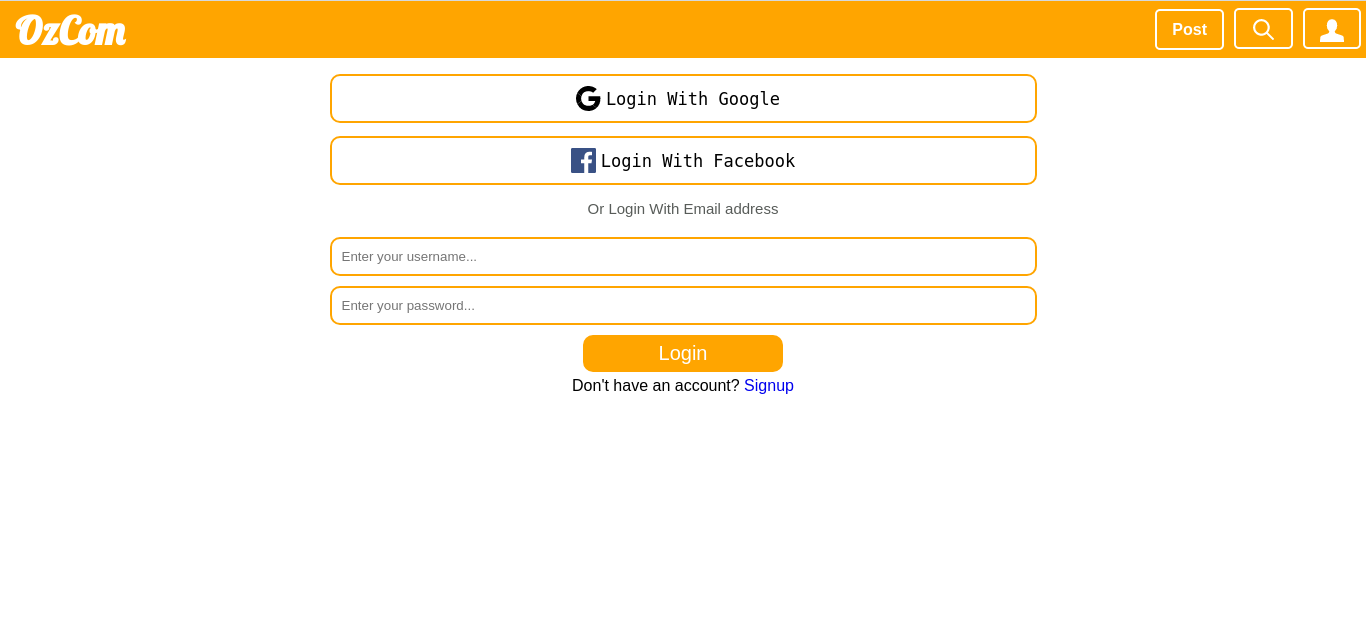 OzCom
Post
Login With Google
Login With Facebook
Or Login With Email address
Enter your username...
Enter your password...
Login
Don't have an account? Signup